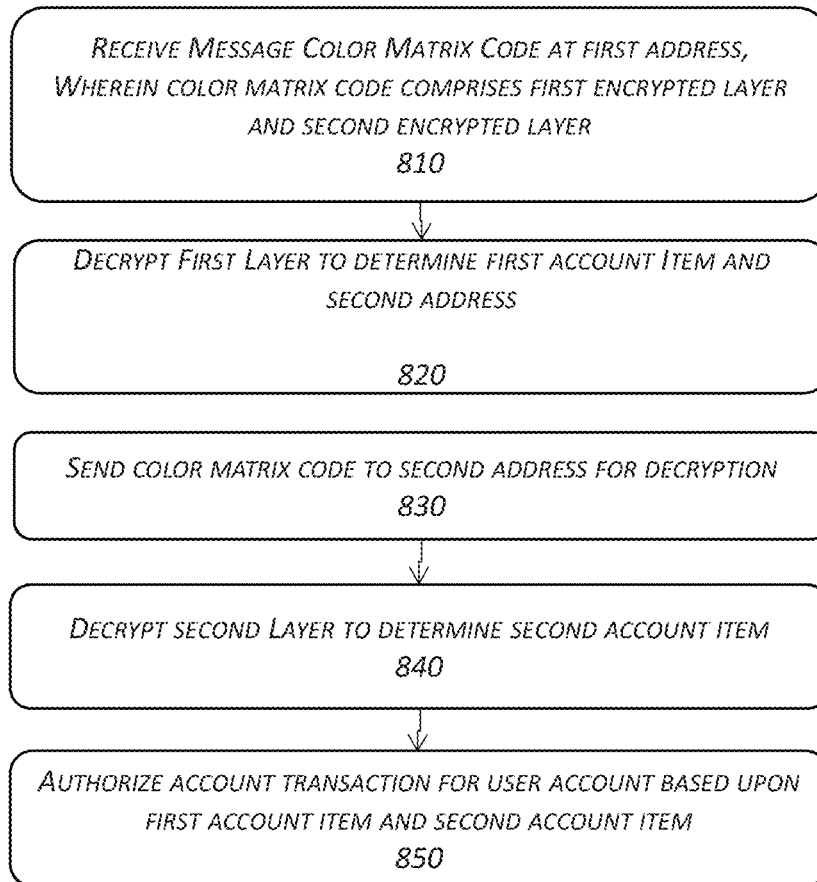 RECEIVE MESSAGE COLOR MATRIX CODE AT FIRST ADDRESS,
WHEREIN COLOR MATRIX CODE COMPRISES FIRST ENCRYPTED LAYER
AND SECOND ENCRYPTED LAYER
810
DECRYPT FIRST LAYER TO DETERMINE FIRST ACCOUNT ITEM AND
SECOND ADDRESS
820
SEND COLOR MATRIX CODE TO SECOND ADDRESS FOR DECRYPTION
830
DECRYPT SECOND LAYER TO DETERMINE SECOND ACCOUNT ITEM
840
AUTHORIZE ACCOUNT TRANSACTION FOR USER ACCOUNT BASED UPON
FIRST ACCOUNT ITEM AND SECOND ACCOUNT ITEM
850